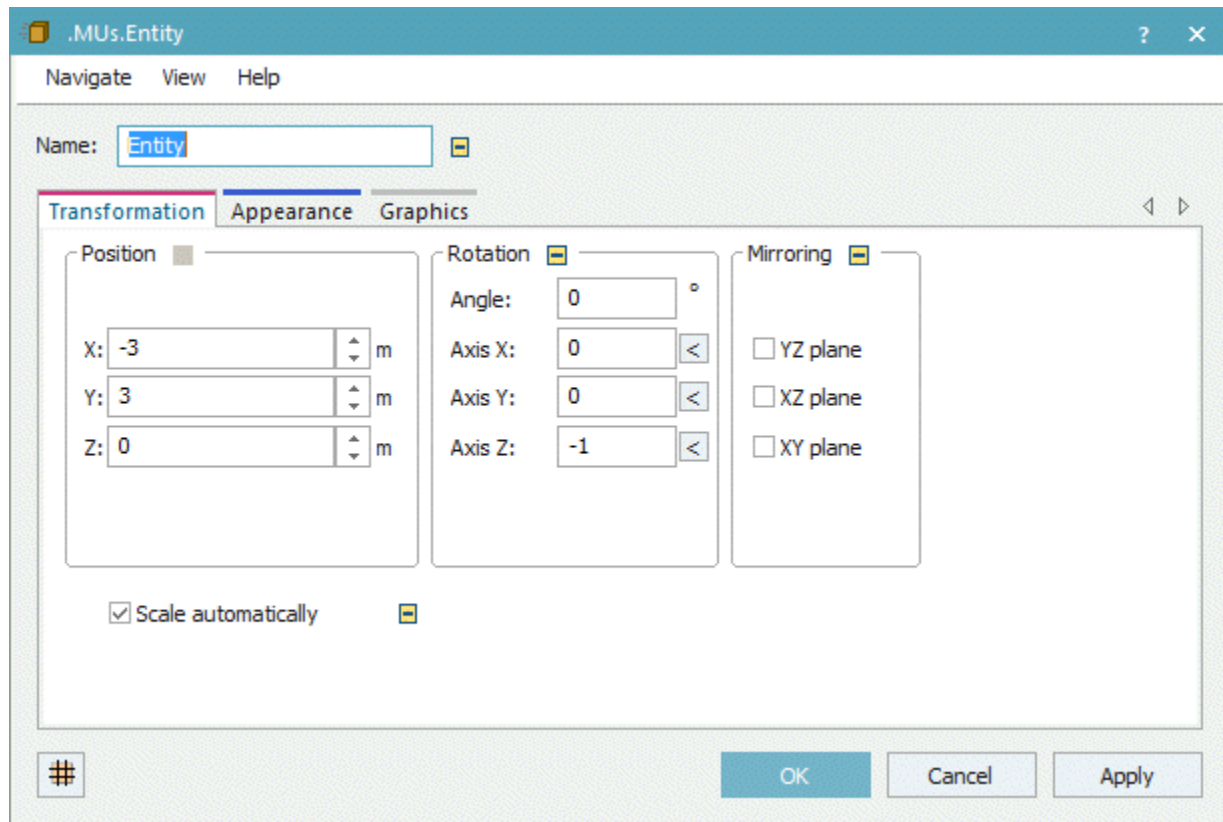 .MUs.Entity ? ×
Navigate View Help
Name: Entity
Transformation Appearance Graphics
Position Rotation Mirroring
Angle: 0 °
X: -3 m Axis X: 0 < YZ plane
Y: 3 m Axis Y: 0 < XZ plane
Z: 0 m Axis Z: -1 < XY plane
Scale automatically
OK Cancel Apply